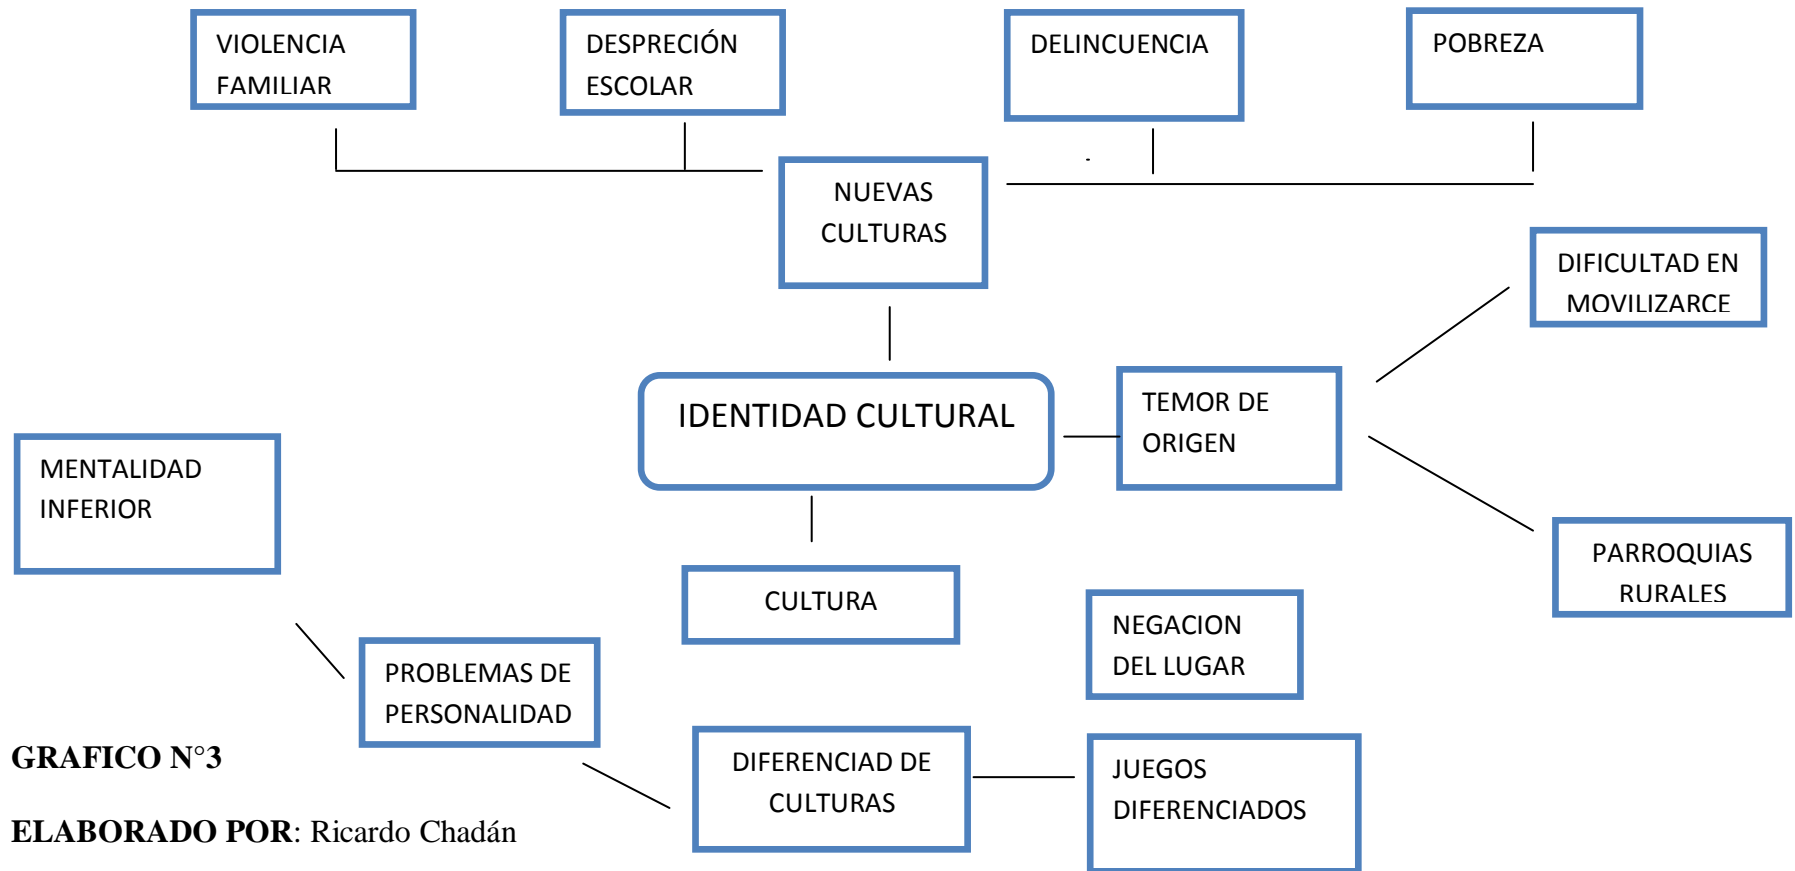 VIOLENCIA
FAMILIAR
DESPRECIÓN
ESCOLAR
DELINCUENCIA
POBREZA
NUEVAS
CULTURAS
DIFICULTAD EN
MOVILIZARCE
IDENTIDAD CULTURAL
TEMOR DE
ORIGEN
MENTALIDAD
INFERIOR
PARROQUIAS
RURALES
CULTURA
NEGACION
DEL LUGAR
PROBLEMAS DE
PERSONALIDAD
DIFERENCIAD DE
CULTURAS
JUEGOS
DIFERENCIADOS
GRAFICO N°3
ELABORADO POR: Ricardo Chadán